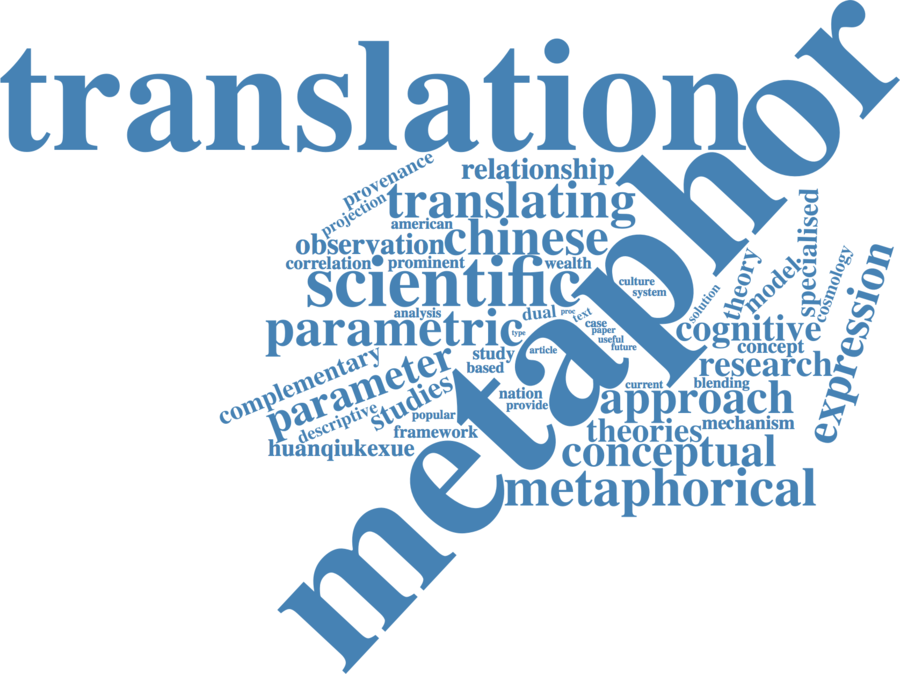 translation
metaphor
provenance
relationship
projection
translating
american
observation
chinese
correlation
prominent
wealth
scientific
culture
system
specialised
theory
model
cosmology
solution
expression
analysis
dual
proc
text
parametric
type
case
paper
useful
future
cognitive
concept
complementary
study
article
research
parameter
based
blending
current
studies
nation
provide
approach
descriptive
popular
mechanism
framework
theories
huanqiukexue
conceptual
metaphorical